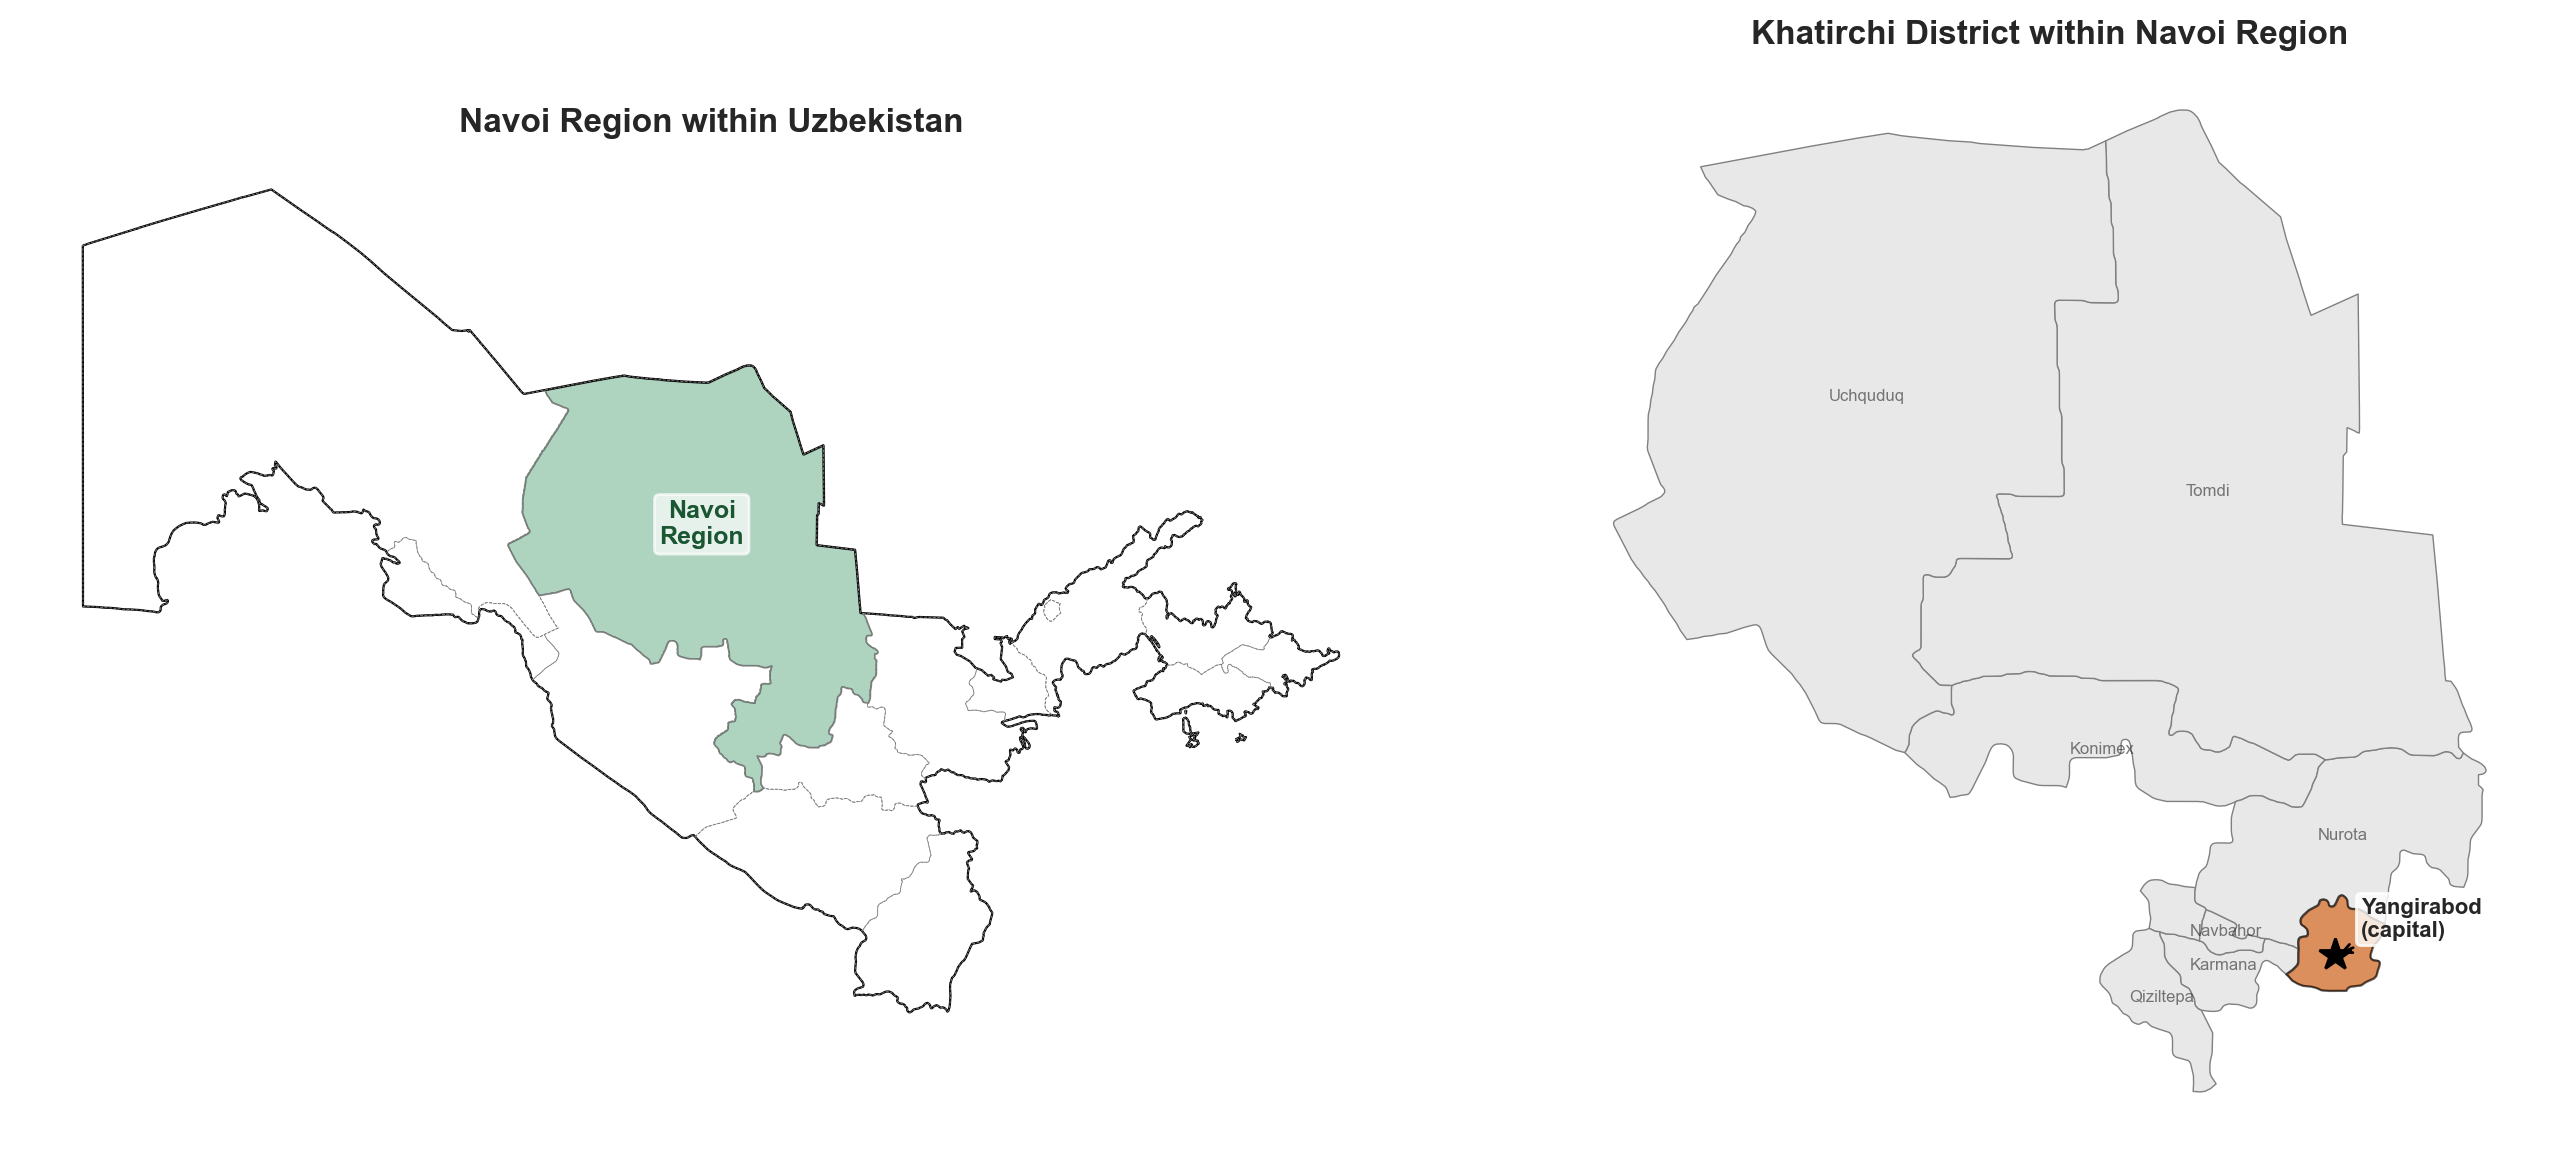 Khatirchi District within Navoi Region
Navoi Region within Uzbekistan
Navoi
Region
Uchquduq
Tomdi
Konimex
Nurota
Yangirabod
(capital)
Navbahor
Karmana
Qiziltepa